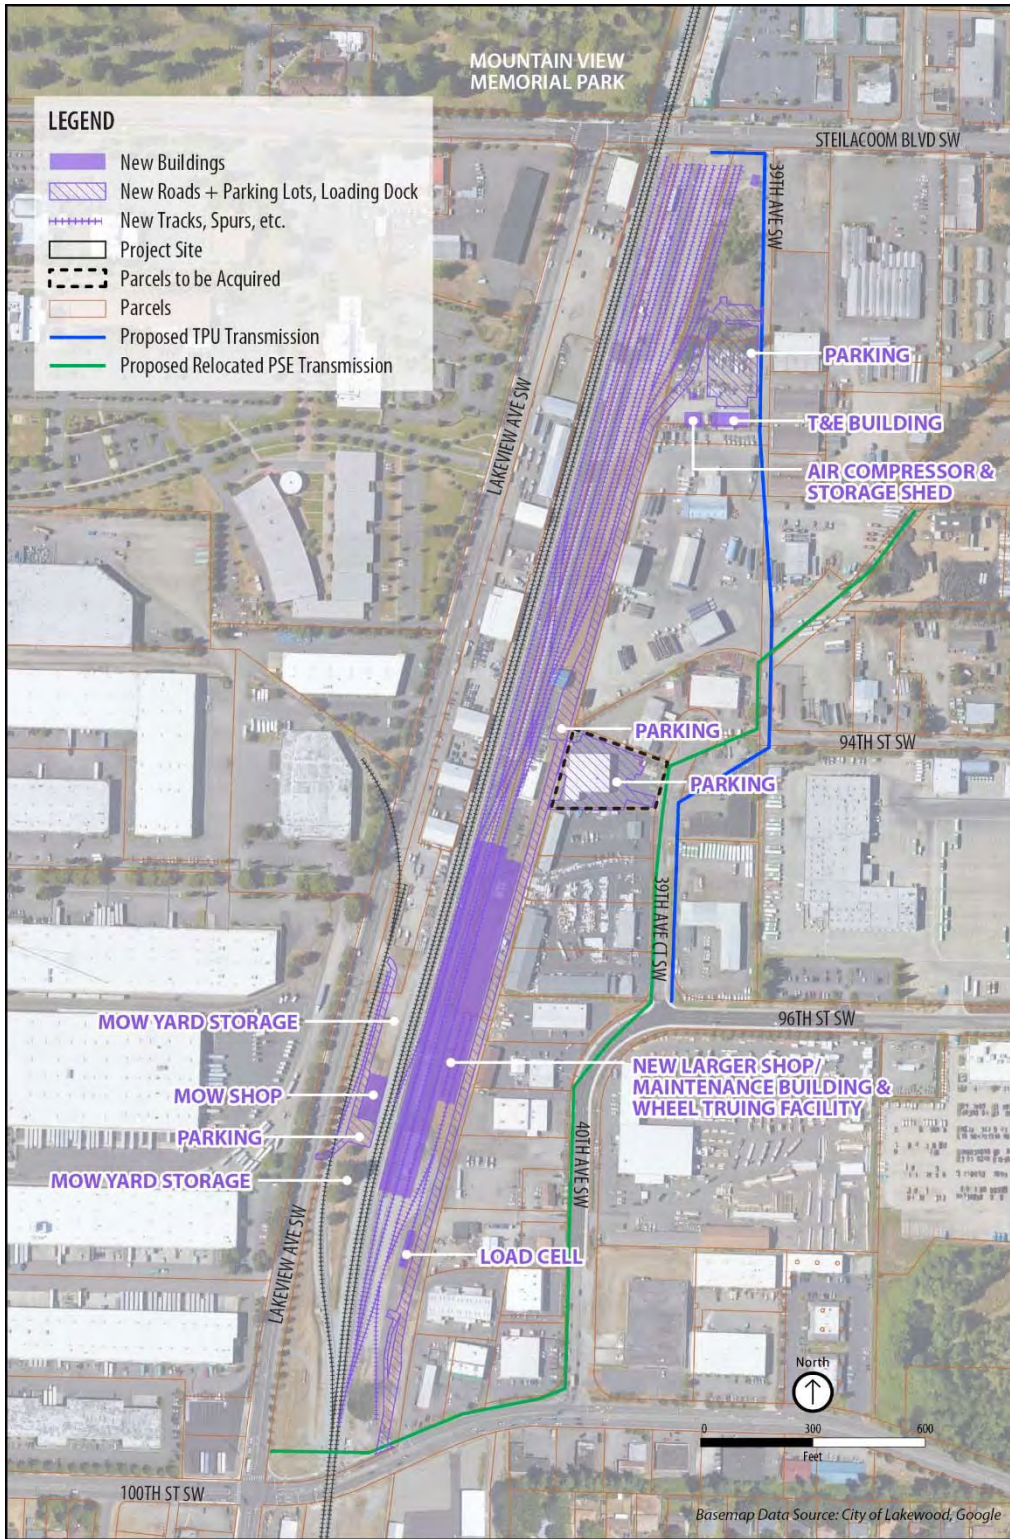 MOUNTAIN VIEW
MEMORIAL PARK
LEGEND
New Buildings
New Roads + Parking Lots, Loading Dock
New Tracks, Spurs, etc.
Project Site
Parcels to be Acquired
Parcels
Proposed TPU Transmission
Proposed Relocated PSE Transmission
STEILACOOM BLVD SW
39TH AVE SW
PARKING
T&E BUILDING
AIR COMPRESSOR &
STORAGE SHED
LAKEVIEW AVE SW
PARKING
94TH ST SW
PARKING
39TH AVE CT SW
96TH ST SW
MOW YARD STORAGE
NEW LARGER SHOP/
MAINTENANCE BUILDING &
WHEEL TRUING FACILITY
MOW SHOP
PARKING
40TH AVE SW
MOW YARD STORAGE
LAKEVIEW AVE SW
LOAD CELL
North
0 300 600
Feet
100TH ST SW
Basemap Data Source: City of Lakewood, Google